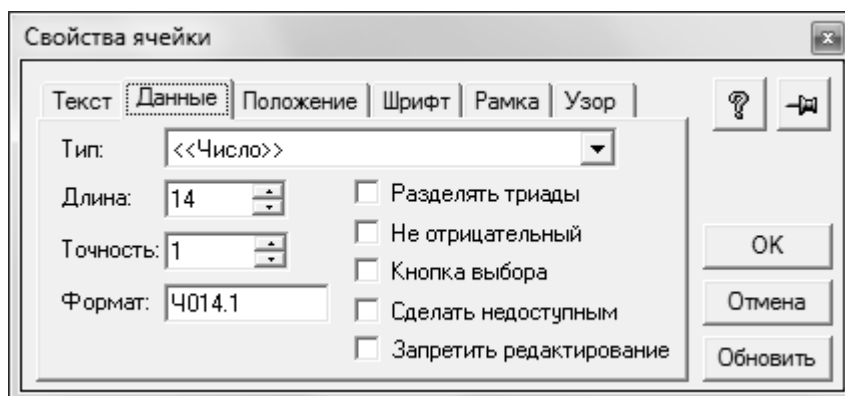 Свойства ячейки
Текст Данные Положение Шрифт Рамка Узор
Тип: <<Число>>
Длина: 14 Разделять триады
Не отрицательный
Точность: 1 OK
Кнопка выбора
Формат: Ч014.1 Сделать недоступным Отмена
Запретить редактирование Обновить